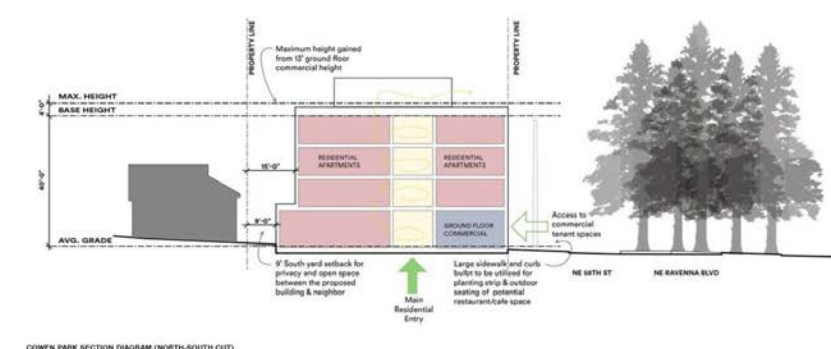 PROPERTY LINE
PROPERTY LINE
Maximum height gained
from 13' ground floor
commercial height
MAX. HEIGHT
4'-0"
BASE HEIGHT
40'-0"
RESIDENTIAL
APARTMENTS
RESIDENTIAL
APARTMENTS
15'-0"
9'-0"
GROUND FLOOR
COMMERCIAL
Access to
commercial
tenant spaces
AVG. GRADE
9' South yard setback for
privacy and open space
between the proposed
building & neighbor
Main
Residential
Entry
Large sidewalk and curb
bulbt to be utilized for
planting strip & outdoor
seating of potential
restaurant/cafe space
NE 58TH ST
NE RAVENNA BLVD
COWEN PARK SECTION DIAGRAM (NORTH-SOUTH CUT)